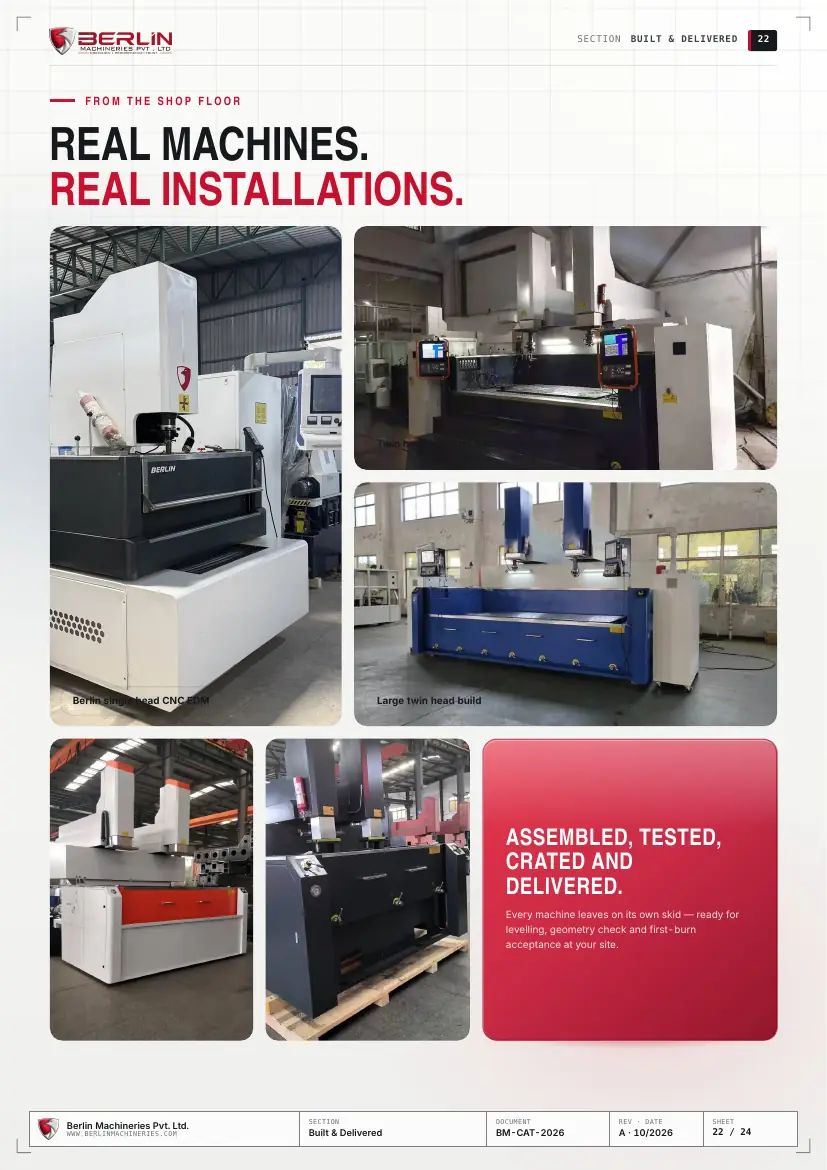 BERLIN
MACHINERIES PVT. LTD
SECTION BUILT & DELIVERED 22
FROM THE SHOP FLOOR
REAL MACHINES.
REAL INSTALLATIONS.
BERLIN
Twin
Berlin single head CNC EDM
Large twin head build
ASSEMBLED, TESTED,
CRATED AND
DELIVERED.
Every machine leaves on its own skid — ready for
levelling, geometry check and first-burn
acceptance at your site.
Berlin Machineries Pvt. Ltd.
WWW.BERLINMACHINERIES.COM
SECTION
Built & Delivered
DOCUMENT
BM-CAT-2026
REV · DATE
A · 10/2026
SHEET
22 / 24